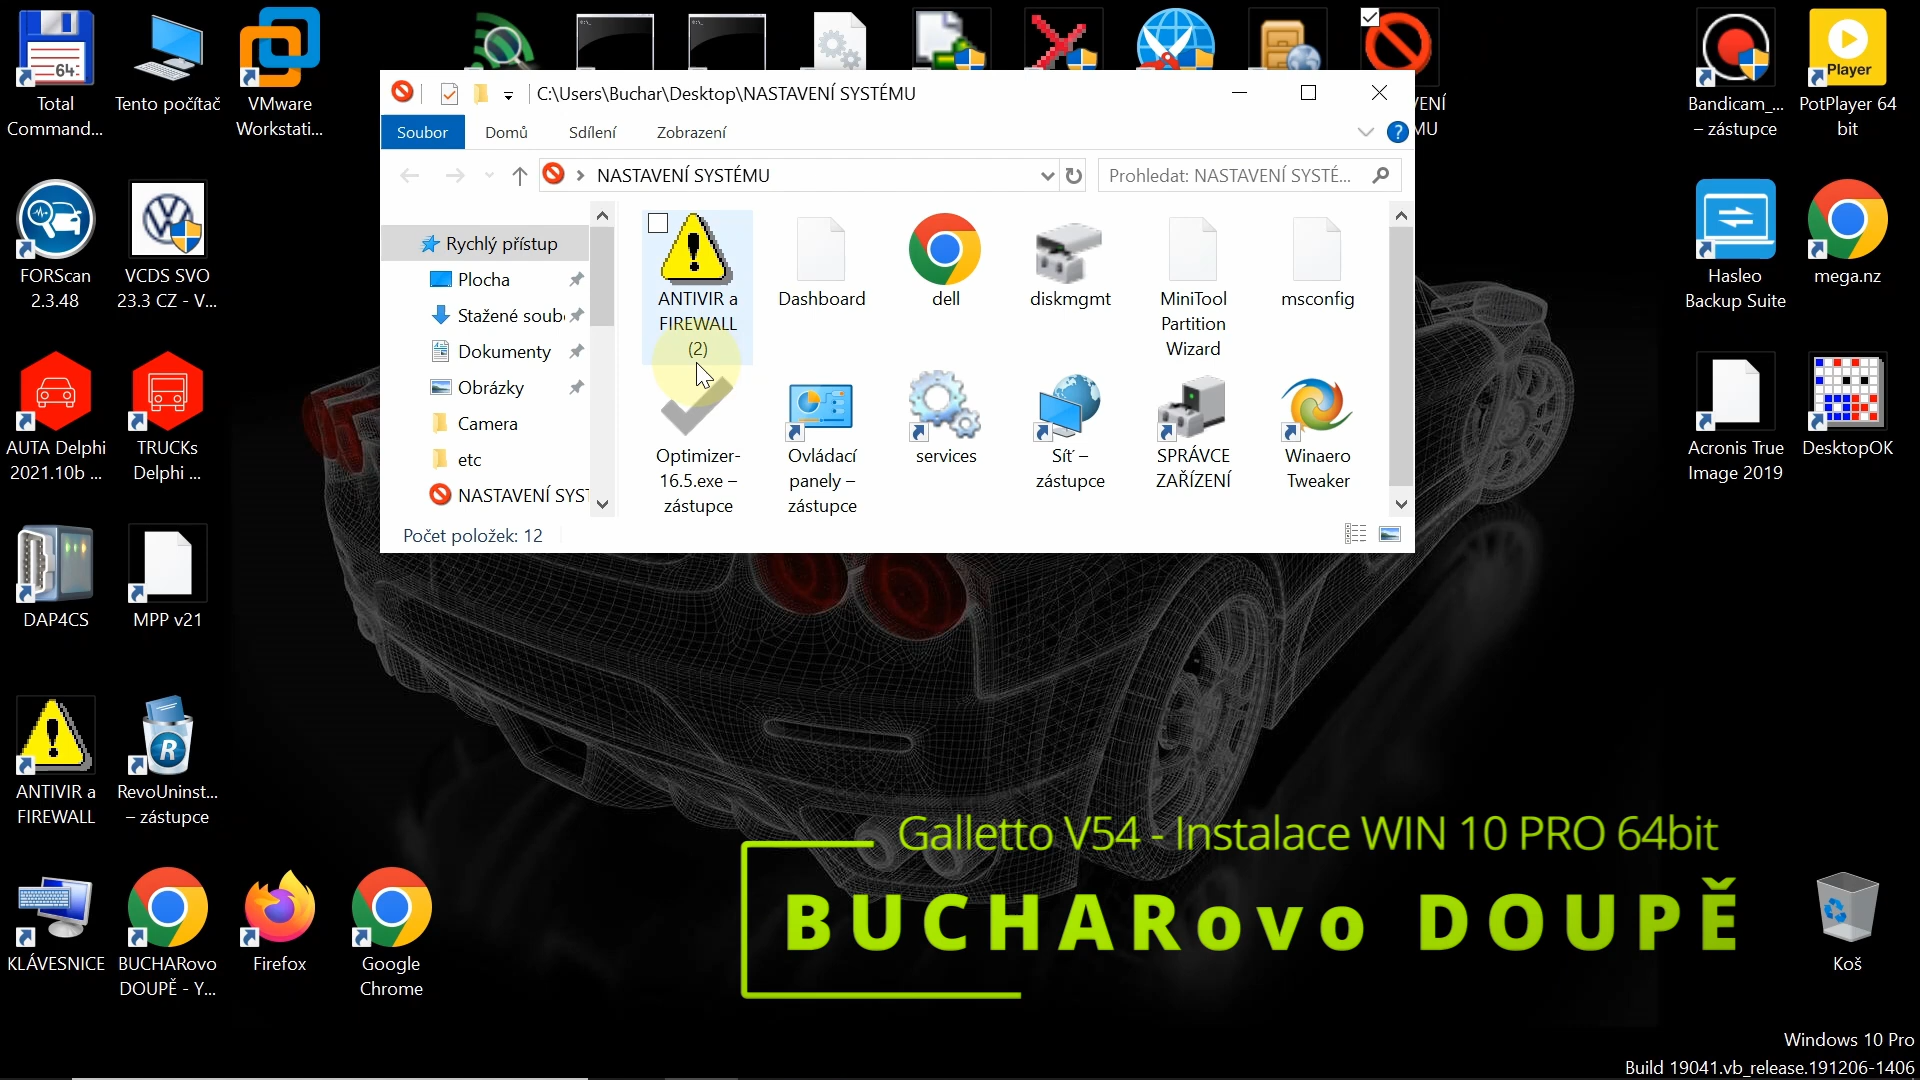 Total
Command...
Tento počítač
VMware
Workstati...
64
C:\Users\Buchar\Desktop\NASTAVENÍ SYSTÉMU
Soubor
Domů
Sdílení
Zobrazení
?
NASTAVENÍ SYSTÉMU
Prohledat: NASTAVENÍ SYSTÉ...
Rychlý přístup
Plocha
Stažené soub
Dokumenty
Obrázky
Camera
etc
NASTAVENÍ SYST
ANTIVIR a
FIREWALL
(2)
Dashboard
dell
diskmgmt
MiniTool
Partition
Wizard
msconfig
Optimizer-
16.5.exe –
zástupce
Ovládací
panely –
zástupce
services
Síť –
zástupce
SPRÁVCE
ZAŘÍZENÍ
Winaero
Tweaker
Počet položek: 12
VENÍ
MU
Bandicam_...
– zástupce
Player
PotPlayer 64
bit
FORScan
2.3.48
VCDS SVO
23.3 CZ - V...
Hasleo
Backup Suite
mega.nz
AUTA Delphi
2021.10b ...
TRUCKs
Delphi ...
Acronis True
Image 2019
DesktopOK
DAP4CS
MPP v21
ANTIVIR a
FIREWALL
R
RevoUninst...
– zástupce
KLÁVESNICE
BUCHARovo
DOUPĚ - Y...
Firefox
Google
Chrome
Galletto V54 - Instalace WIN 10 PRO 64bit
BUCHARovo DOUPĚ
Koš
Windows 10 Pro
Build 19041.vb_release.191206-1406